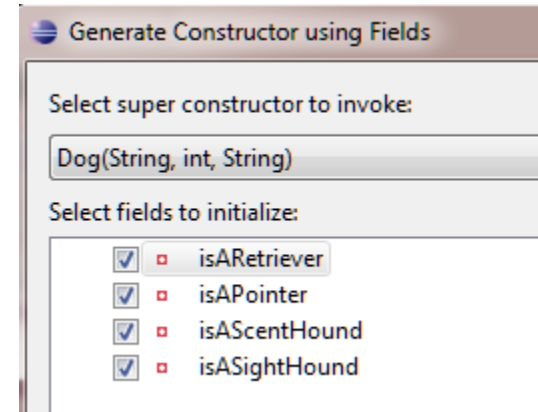 Generate Constructor using Fields
Select super constructor to invoke:
Dog(String, int, String)
Select fields to initialize:
isARetriever
isAPointer
isAScentHound
isASightHound